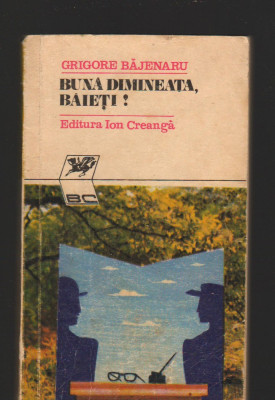 GRIGORE BĂJENARU
BUNĂ DIMINEAȚA,
BĂIEȚI!
Editura Ion Creangă
BC